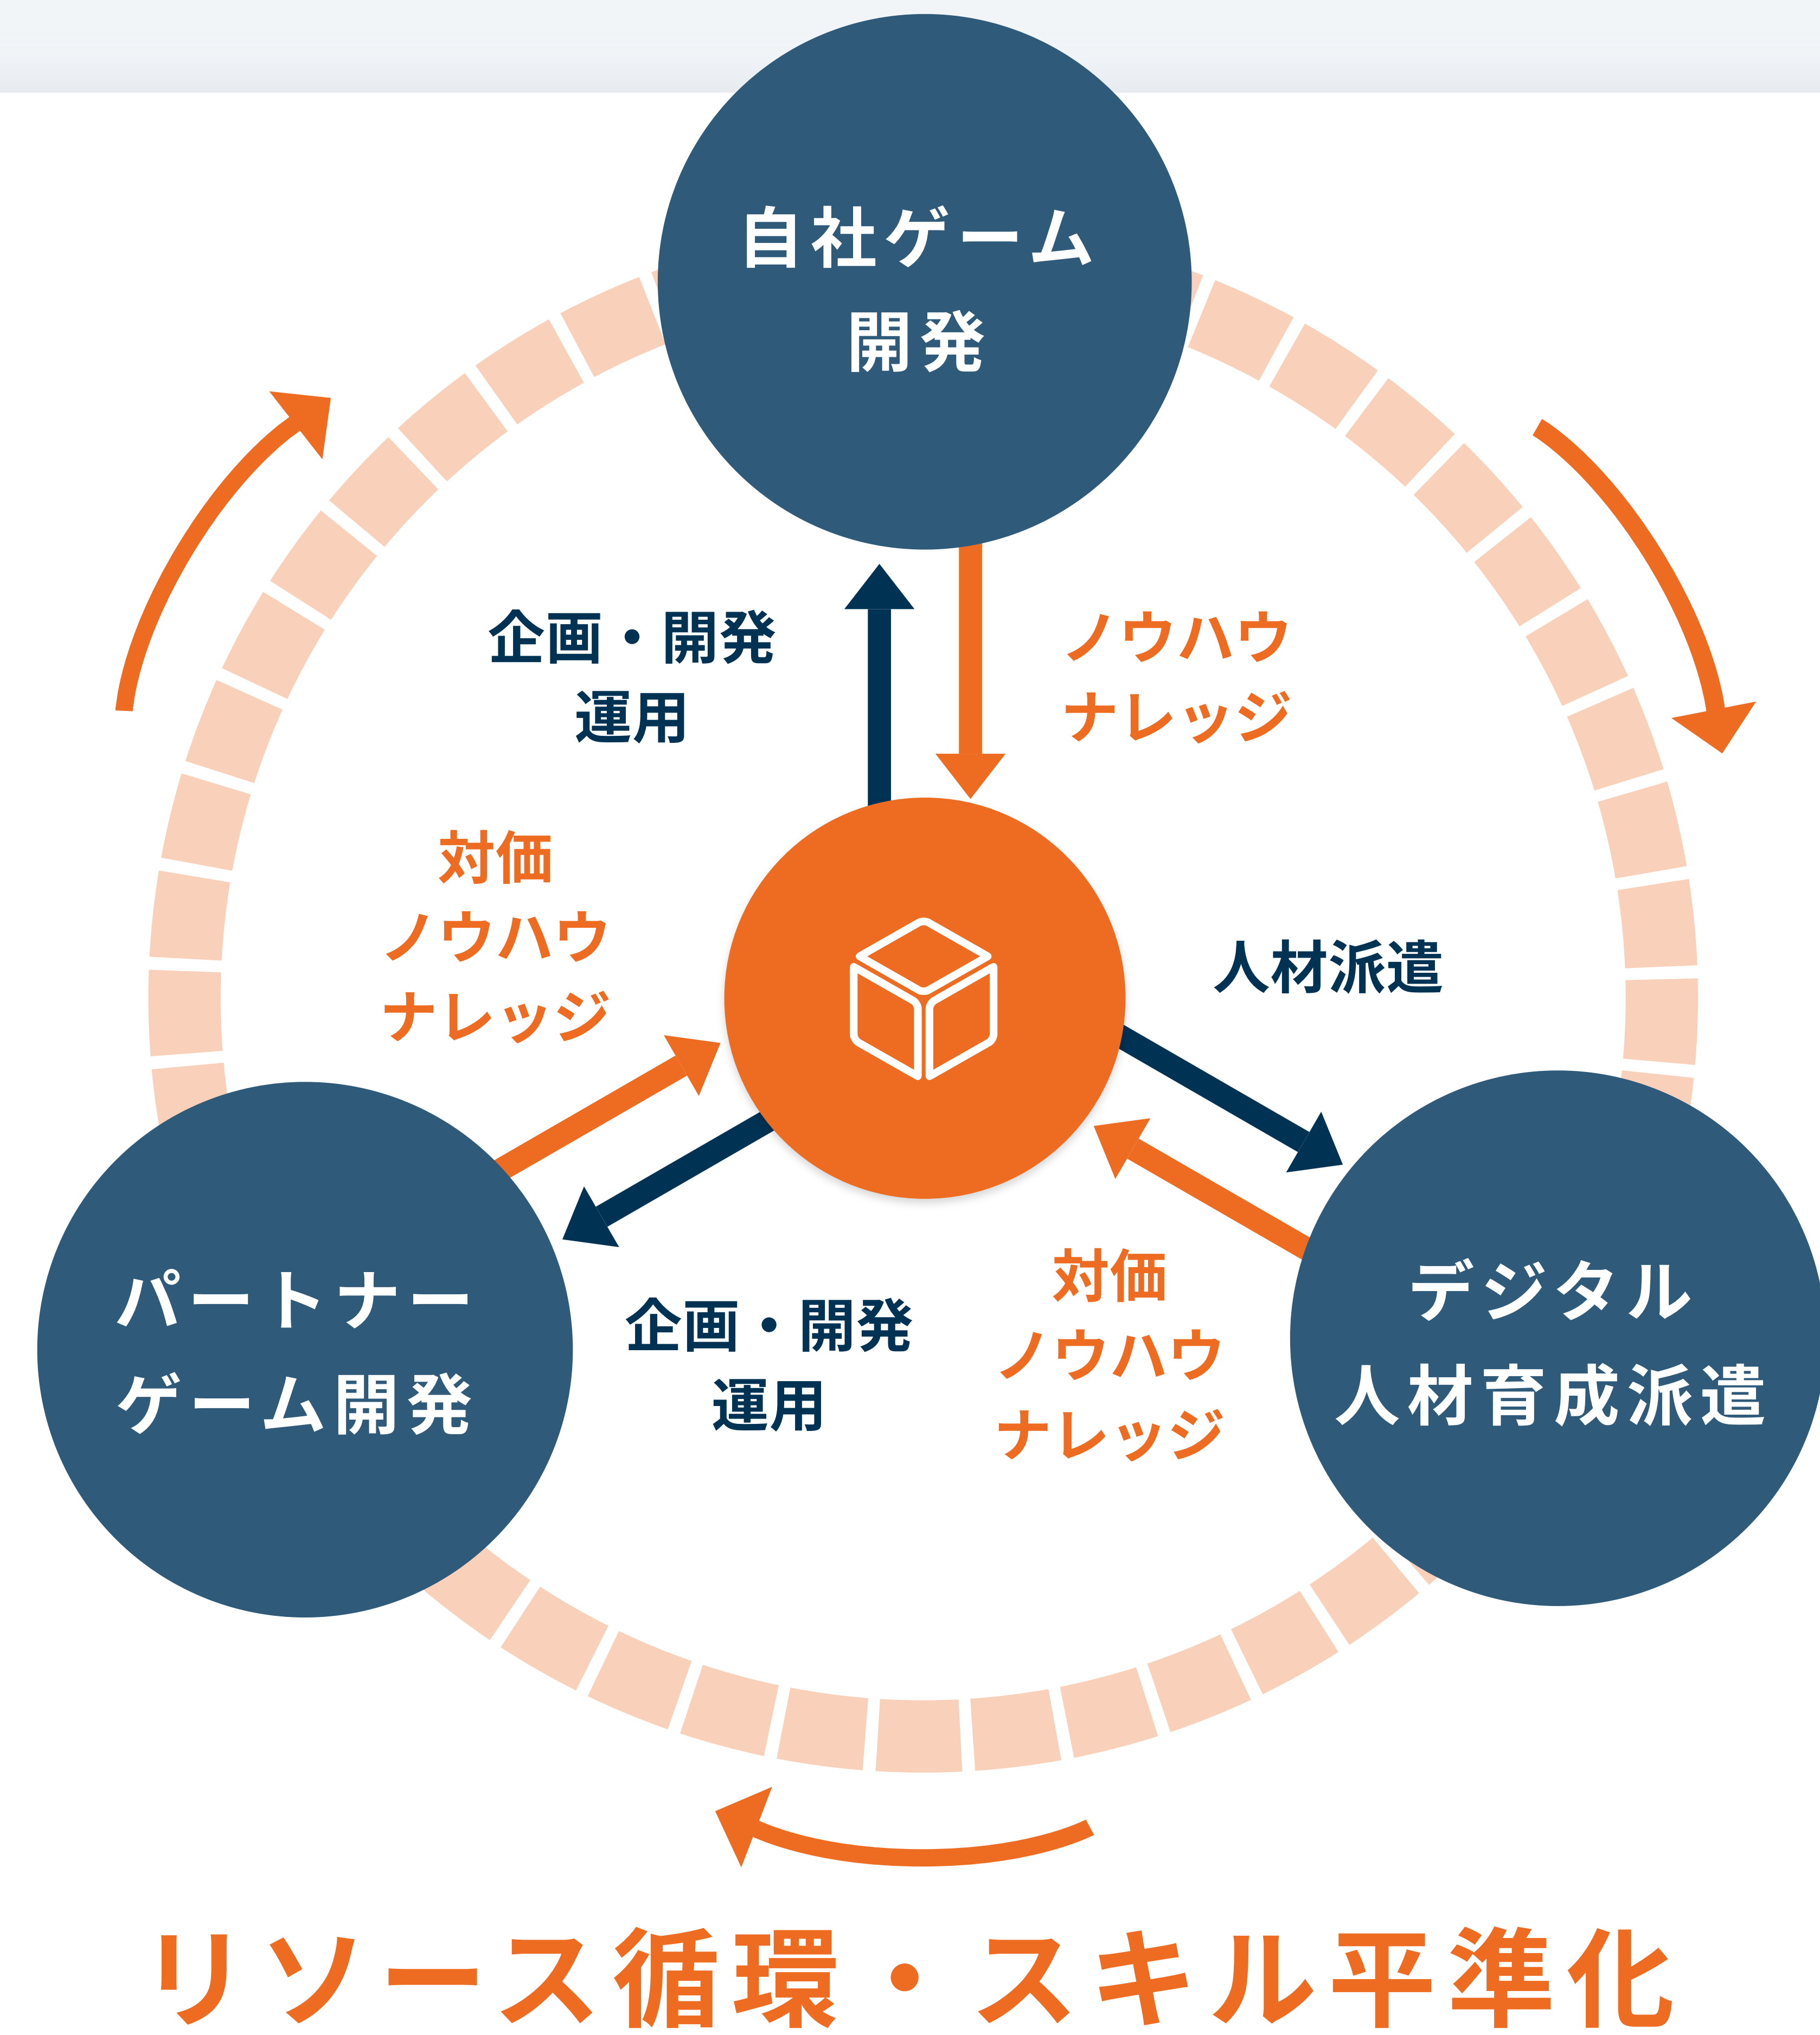 自社ゲーム
開発
企画・開発
運用
ノウハウ
ナレッジ
対価
ノウハウ
ナレッジ
人材派遣
パートナー
ゲーム開発
企画・開発
運用
対価
ノウハウ
ナレッジ
デジタル
人材育成派遣
リソース循環・スキル平準化